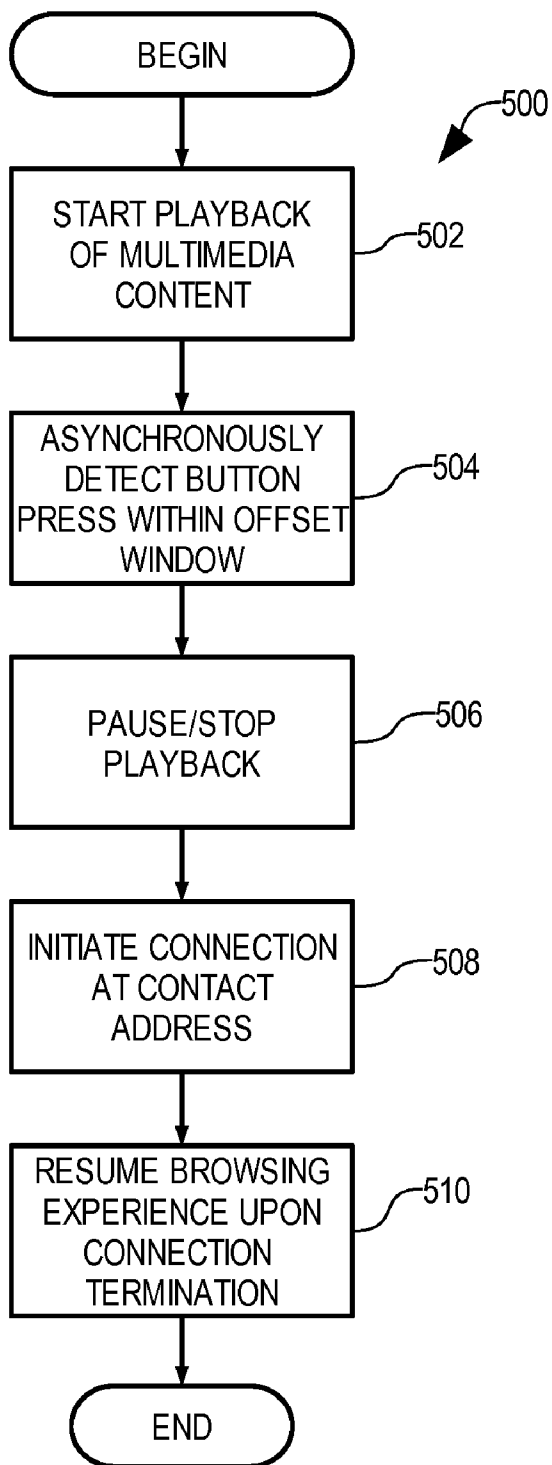 BEGIN
500
START PLAYBACK
OF MULTIMEDIA
CONTENT
502
ASYNCHRONOUSLY
DETECT BUTTON
PRESS WITHIN OFFSET
WINDOW
504
PAUSE/STOP
PLAYBACK
506
INITIATE CONNECTION
AT CONTACT
ADDRESS
508
RESUME BROWSING
EXPERIENCE UPON
CONNECTION
TERMINATION
510
END